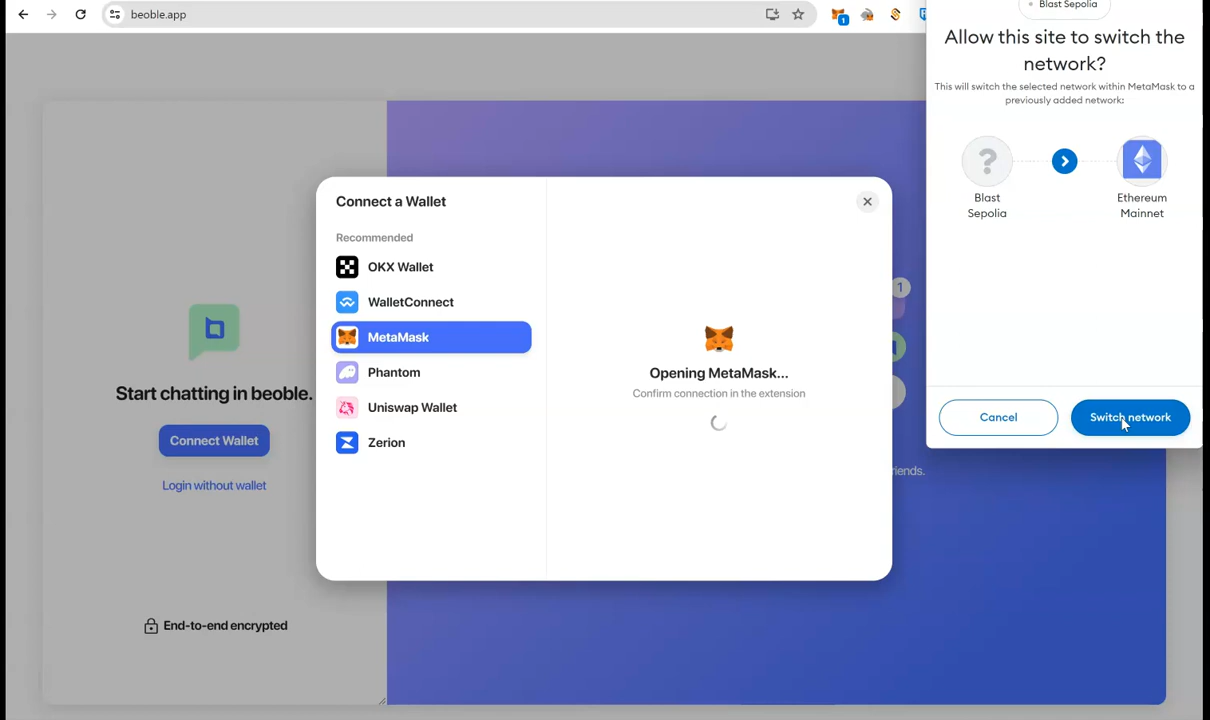 beoble.app
1
Blast Sepolia
Allow this site to switch the
network?
This will switch the selected network within MetaMask to a
previously added network:
?
Blast
Sepolia
Ethereum
Mainnet
Cancel
Switch network
Connect a Wallet
Recommended
OKX Wallet
WalletConnect
MetaMask
Phantom
Uniswap Wallet
Zerion
Opening MetaMask...
Confirm connection in the extension
Start chatting in beoble.
Connect Wallet
Login without wallet
End-to-end encrypted
1
riends.